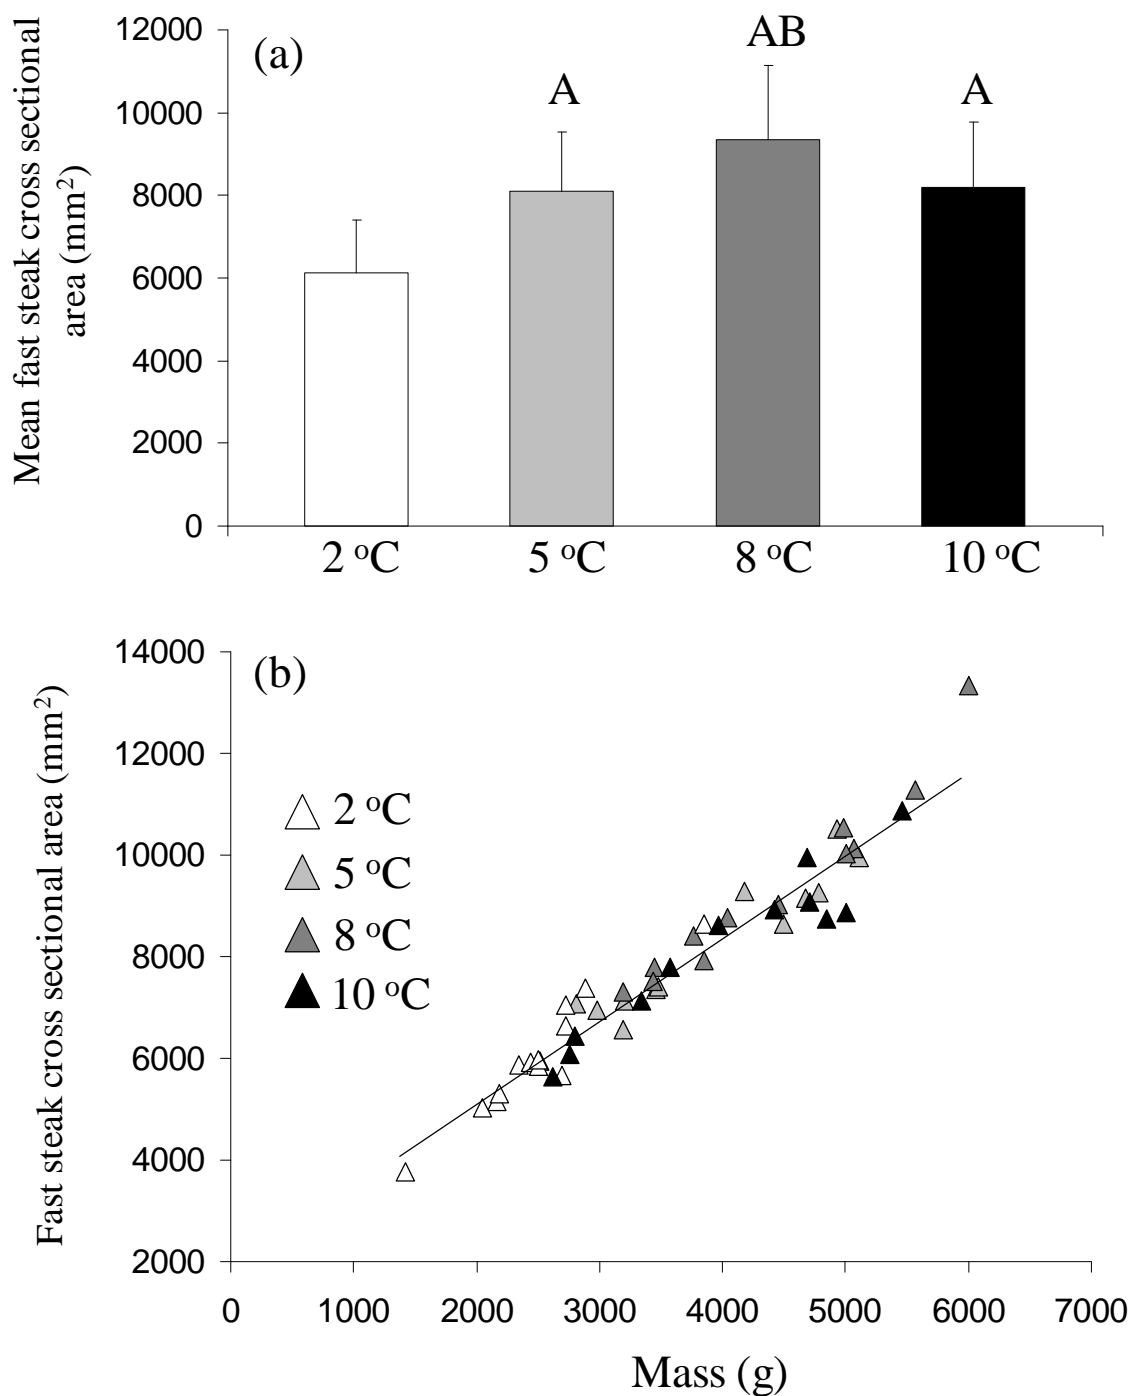 Mean fast steak cross sectional
area (mm²)
(a)
12000
10000
8000
6000
4000
2000
0
A
AB
A
2 ºC
5 ºC
8 ºC
10 ºC
Fast steak cross sectional area (mm²)
(b)
14000
12000
10000
8000
6000
4000
2000
2 ºC
5 ºC
8 ºC
10 ºC
0
1000
2000
3000
4000
5000
6000
7000
Mass (g)